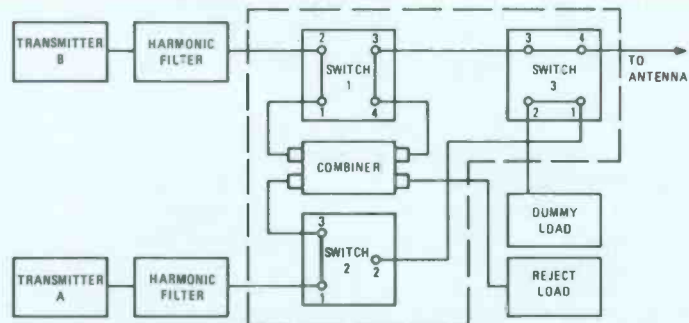 TRANSMITTER
B
HARMONIC
FILTER
2
3
SWITCH
1
1
4
3
4
SWITCH
3
2
1
TO
ANTENNA
COMBINER
3
SWITCH
2
2
1
DUMMY
LOAD
REJECT
LOAD
TRANSMITTER
A
HARMONIC
FILTER